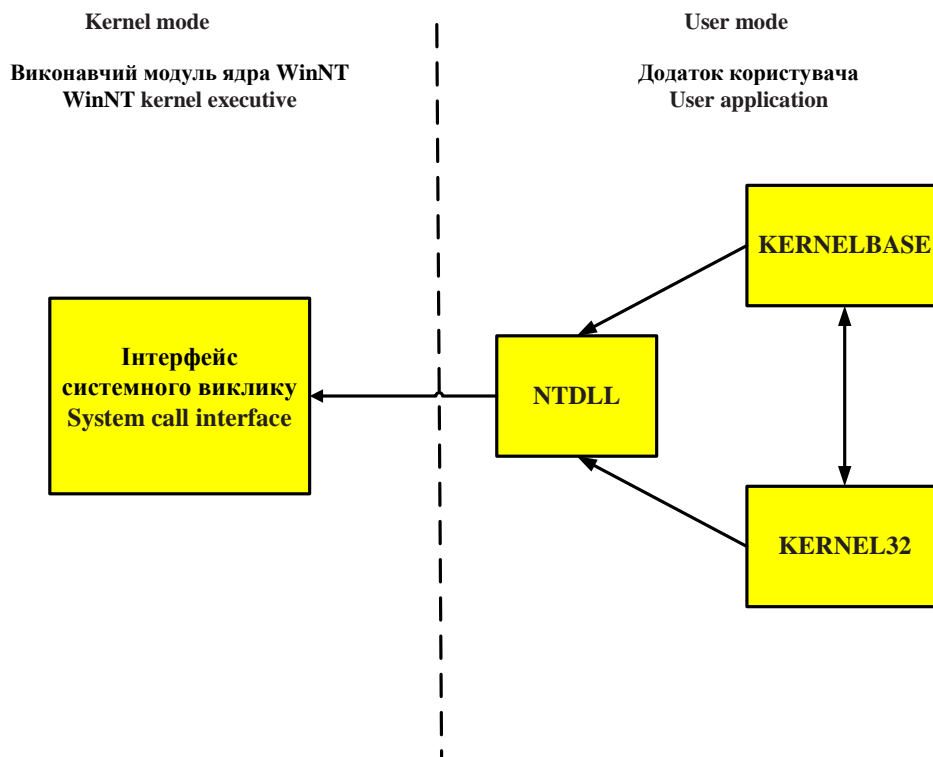 Kernel mode
User mode
Виконавчий модуль ядра WinNT
WinNT kernel executive
Додаток користувача
User application
KERNELBASE
Інтерфейс
системного виклику
System call interface
NTDLL
KERNEL32